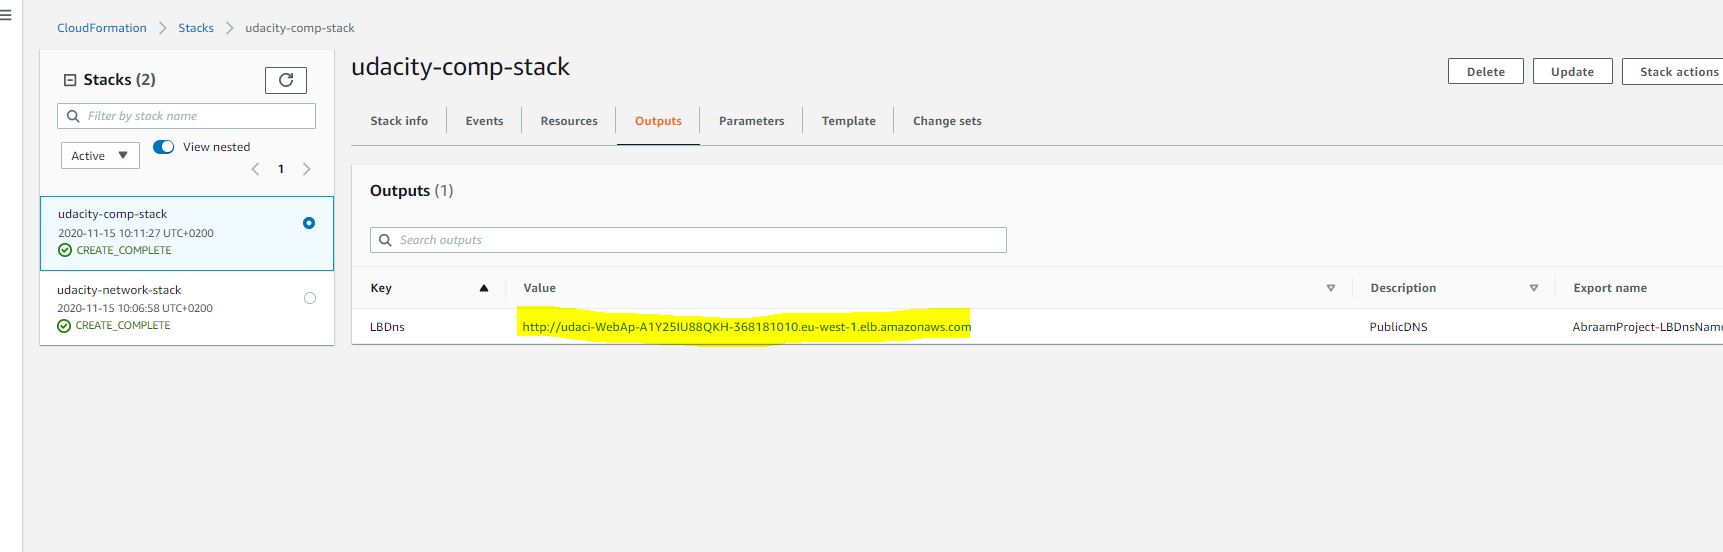 CloudFormation > Stacks > udacity-comp-stack
Stacks (2)
Filter by stack name
Active
View nested
1
udacity-comp-stack
2020-11-15 10:11:27 UTC+0200
CREATE_COMPLETE
udacity-network-stack
2020-11-15 10:06:58 UTC+0200
CREATE_COMPLETE
udacity-comp-stack
Delete Update Stack actions
Stack info Events Resources Outputs Parameters Template Change sets
Outputs (1)
Search outputs
Key Value Description Export name
LBDns http://udaci-WebAp-A1Y25IU88QKH-368181010.eu-west-1.elb.amazonaws.com PublicDNS AbraamProject-LBDnsName